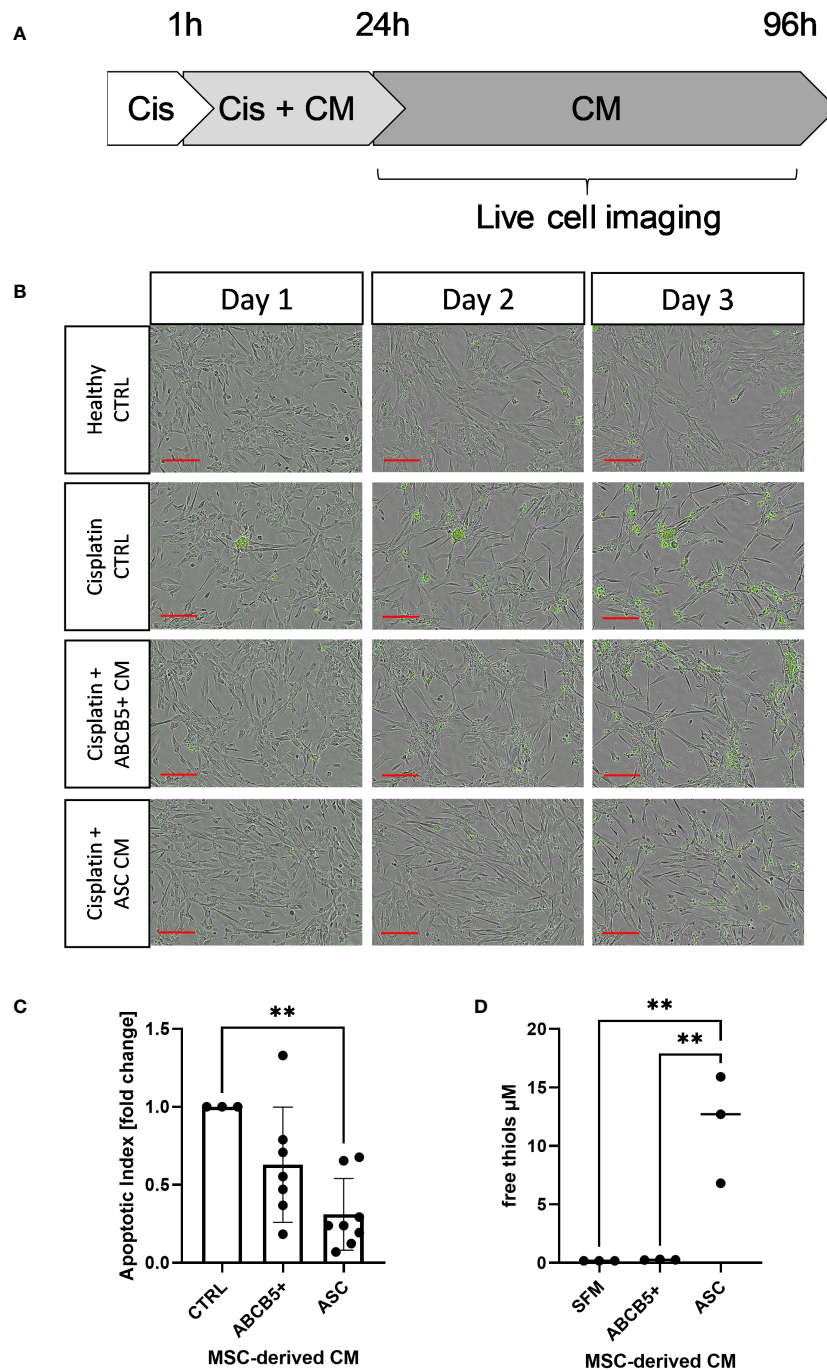 A
1h 24h 96h
Cis Cis + CM CM
Live cell imaging
B
Day 1 Day 2 Day 3
Healthy
CTRL
Cisplatin
CTRL
Cisplatin +
ABCB5+ CM
Cisplatin +
ASC CM
C
Apoptotic Index [fold change]
1.5
1.0
0.5
0.0
**
CTRL
ABCB5+
ASC
MSC-derived CM
D
free thiols µM
20
15
10
5
0
**
**
SFM
ABCB5+
ASC
MSC-derived CM